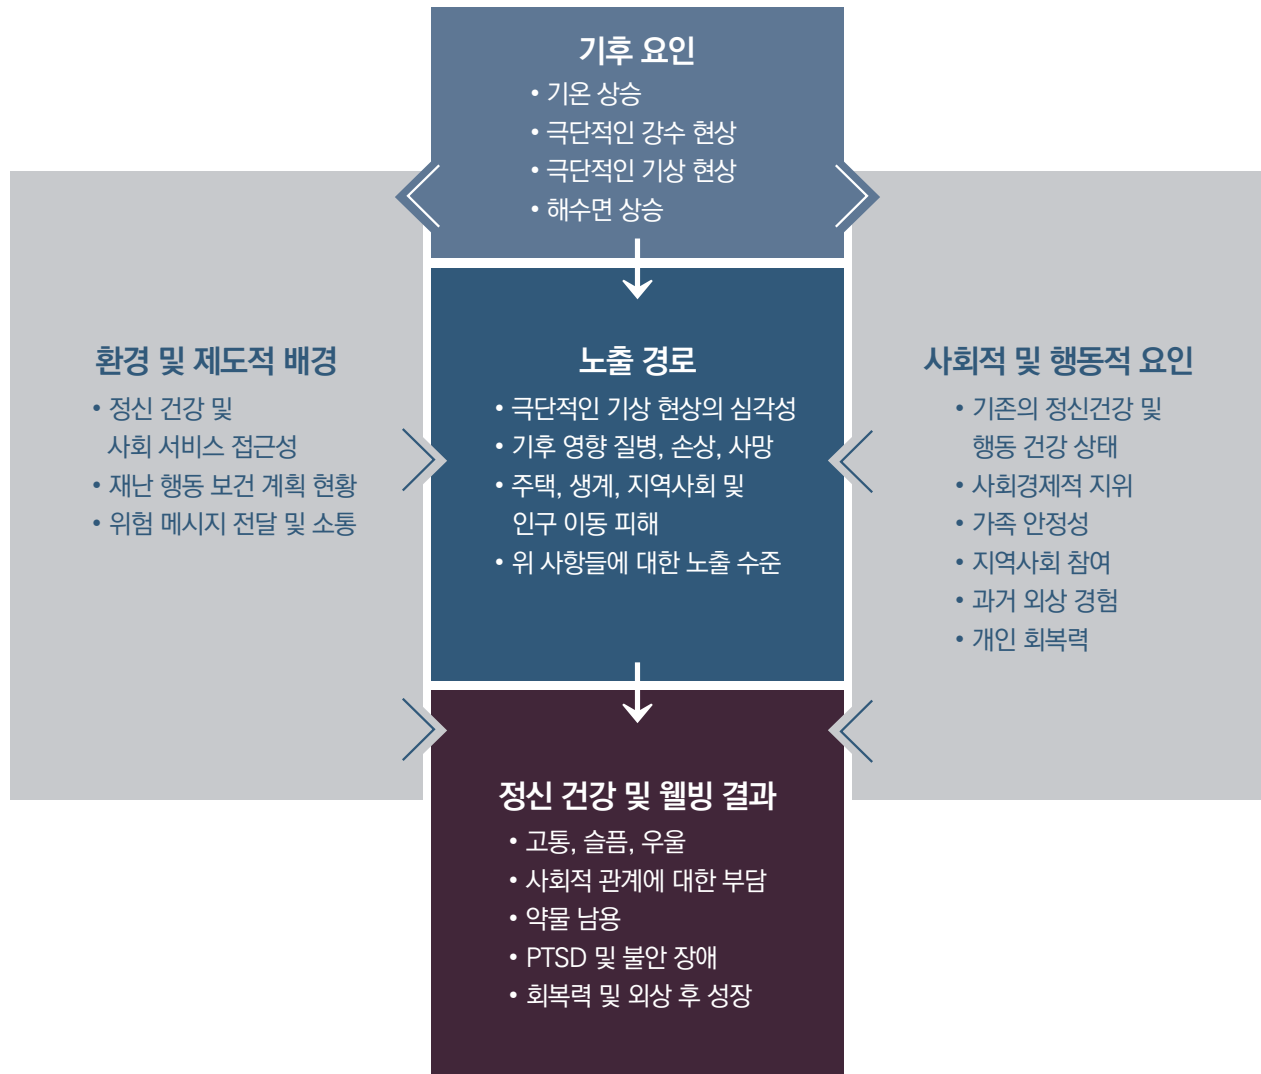 기후 요인
• 기온 상승
• 극단적인 강수 현상
• 극단적인 기상 현상
• 해수면 상승
환경 및 제도적 배경
• 정신 건강 및
사회 서비스 접근성
• 재난 행동 보건 계획 현황
• 위험 메시지 전달 및 소통
노출 경로
• 극단적인 기상 현상의 심각성
• 기후 영향 질병, 손상, 사망
• 주택, 생계, 지역사회 및
인구 이동 피해
• 위 사항들에 대한 노출 수준
사회적 및 행동적 요인
• 기존의 정신건강 및
행동 건강 상태
• 사회경제적 지위
• 가족 안정성
• 지역사회 참여
• 과거 외상 경험
• 개인 회복력
정신 건강 및 웰빙 결과
• 고통, 슬픔, 우울
• 사회적 관계에 대한 부담
• 약물 남용
• PTSD 및 불안 장애
• 회복력 및 외상 후 성장